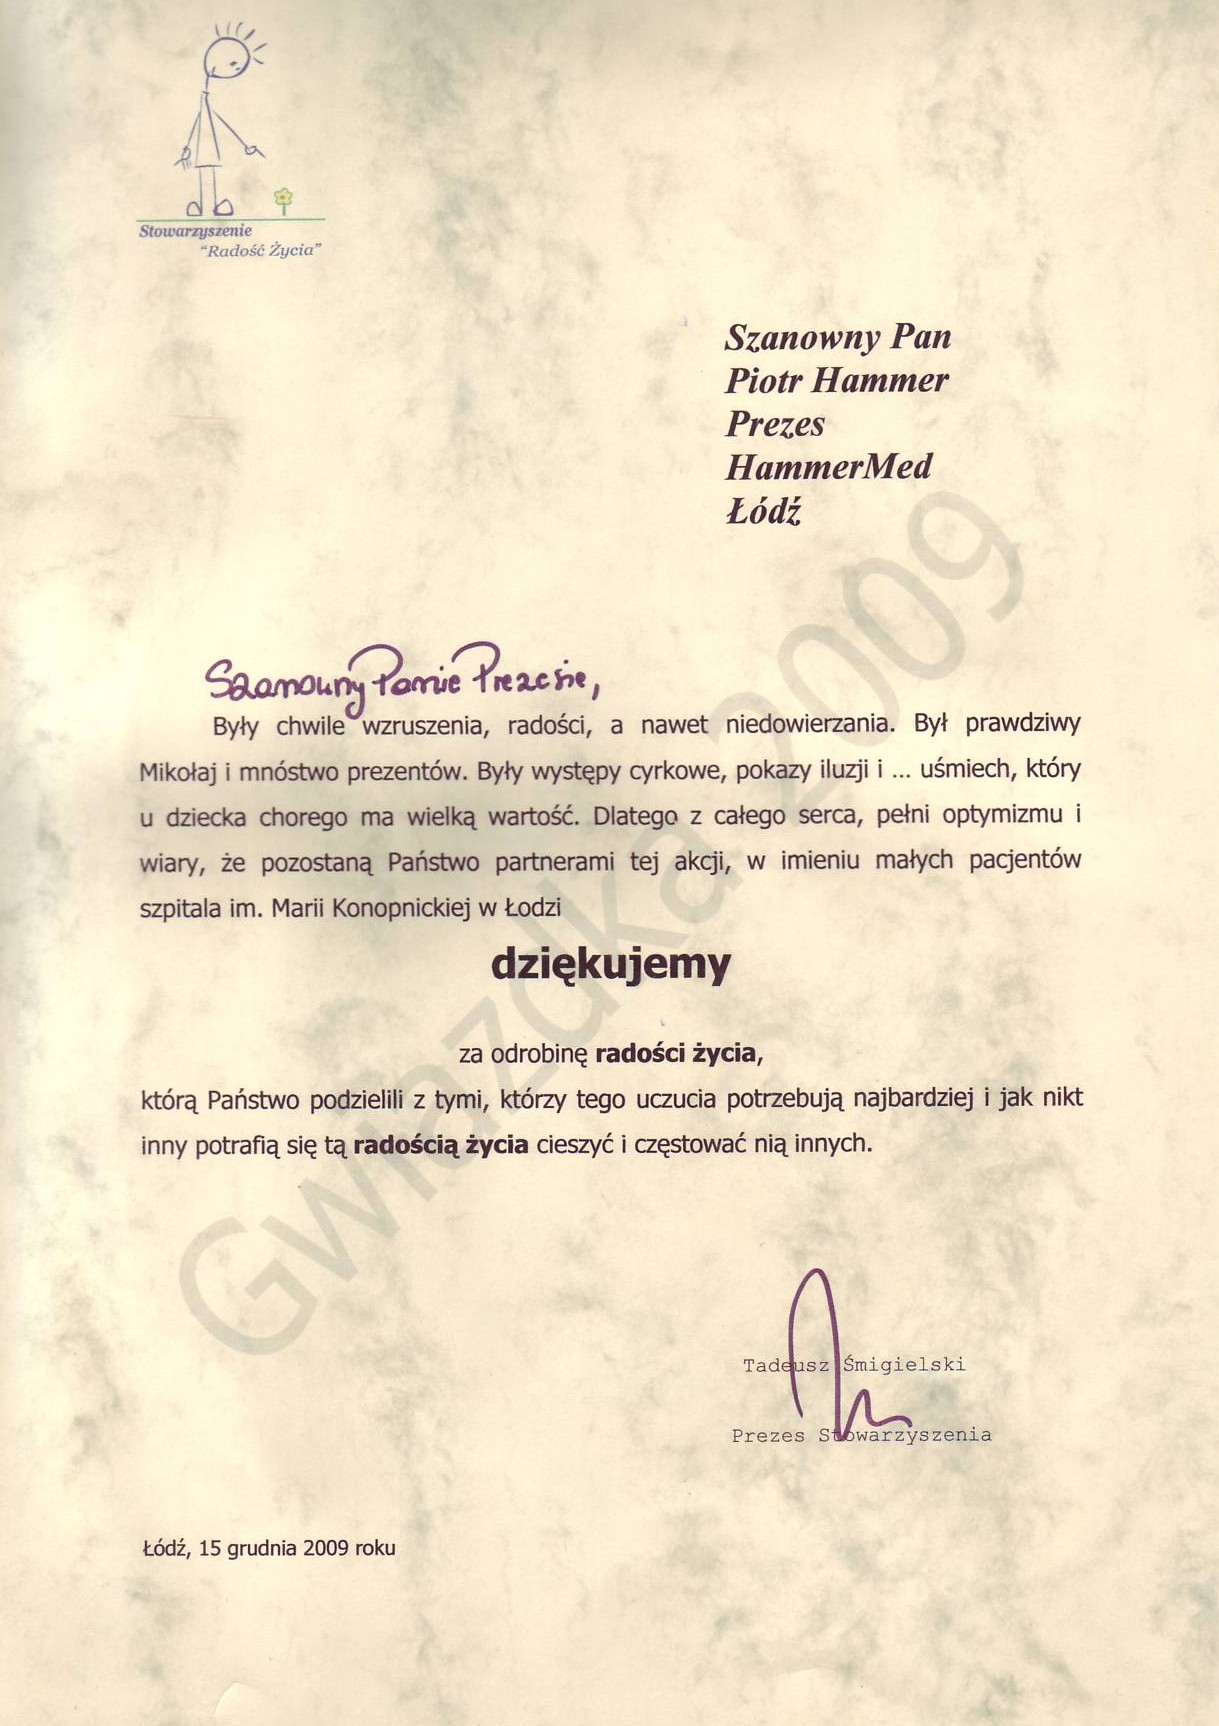 Stowarzyszenie
“Radość Życia”
Szanowny Pan
Piotr Hammer
Prezes
HammerMed
Łódź
Szanowny Panie Prezesie,
Były chwile wzruszenia, radości, a nawet niedowierzania. Był prawdziwy
Mikołaj i mnóstwo prezentów. Były występy cyrkowe, pokazy iluzji i ... uśmiech, który
u dziecka chorego ma wielką wartość. Dlatego z całego serca, pełni optymizmu i
wiary, że pozostaną Państwo partnerami tej akcji, w imieniu małych pacjentów
szpitala im. Marii Konopnickiej w Łodzi
dziękujemy
za odrobinę radości życia,
którą Państwo podzielili z tymi, którzy tego uczucia potrzebują najbardziej i jak nikt
inny potrafią się tą radością życia cieszyć i częstować nią innych.
Gwiazdka 2009
Tadeusz Śmigielski
Prezes Stowarzyszenia
Łódź, 15 grudnia 2009 roku